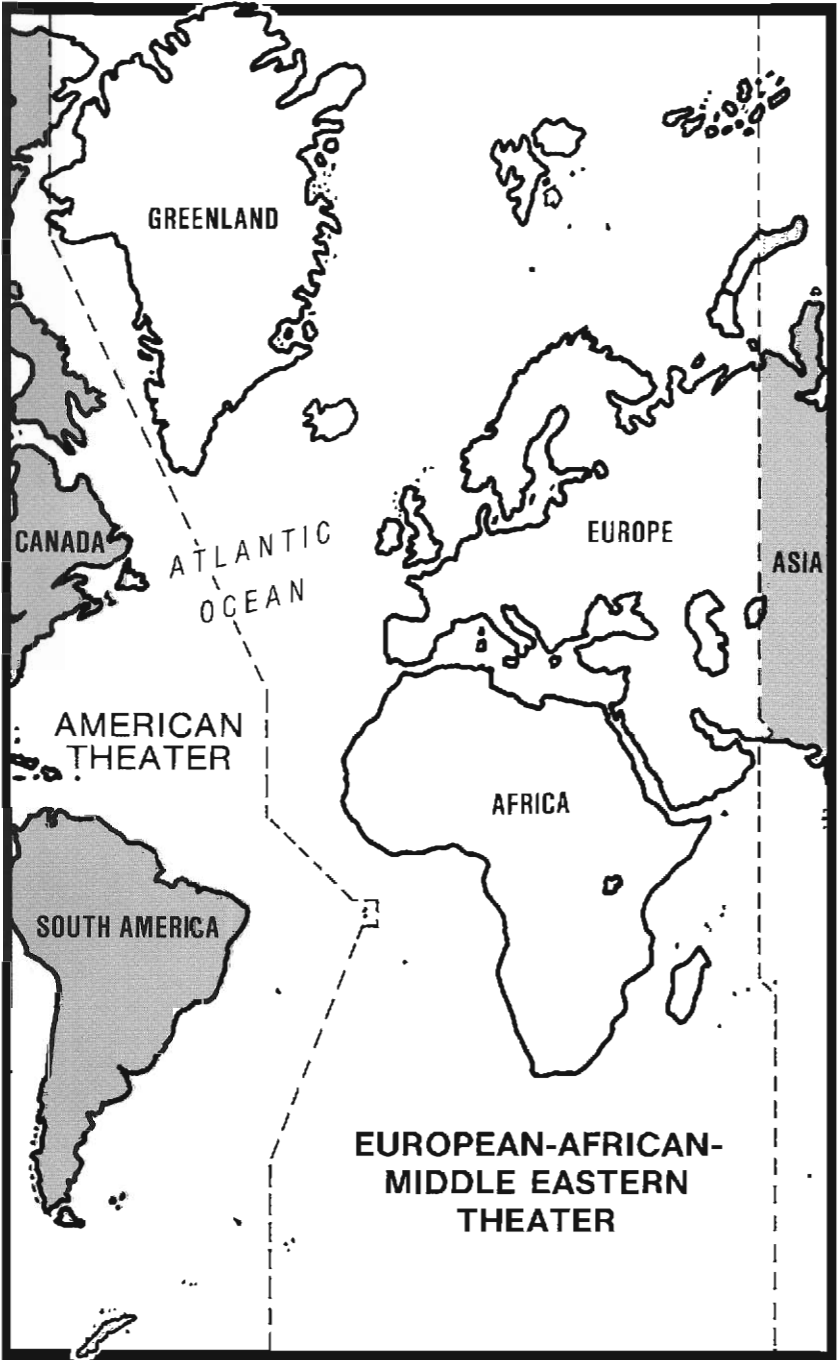 GREENLAND
CANADA
ATLANTIC
OCEAN
EUROPE
ASIA
AMERICAN
THEATER
AFRICA
SOUTH AMERICA
EUROPEAN-AFRICAN-
MIDDLE EASTERN
THEATER